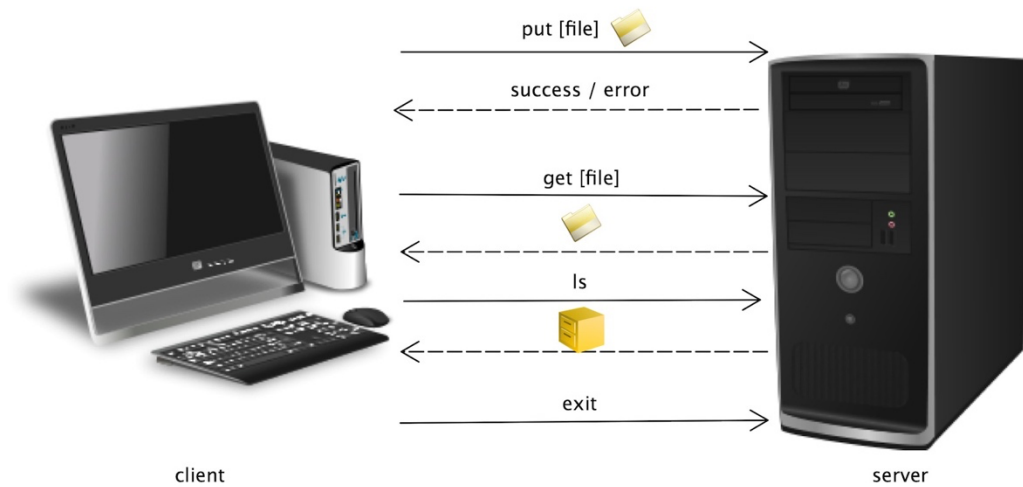 put [file]
success / error
get [file]
ls
exit
client
server